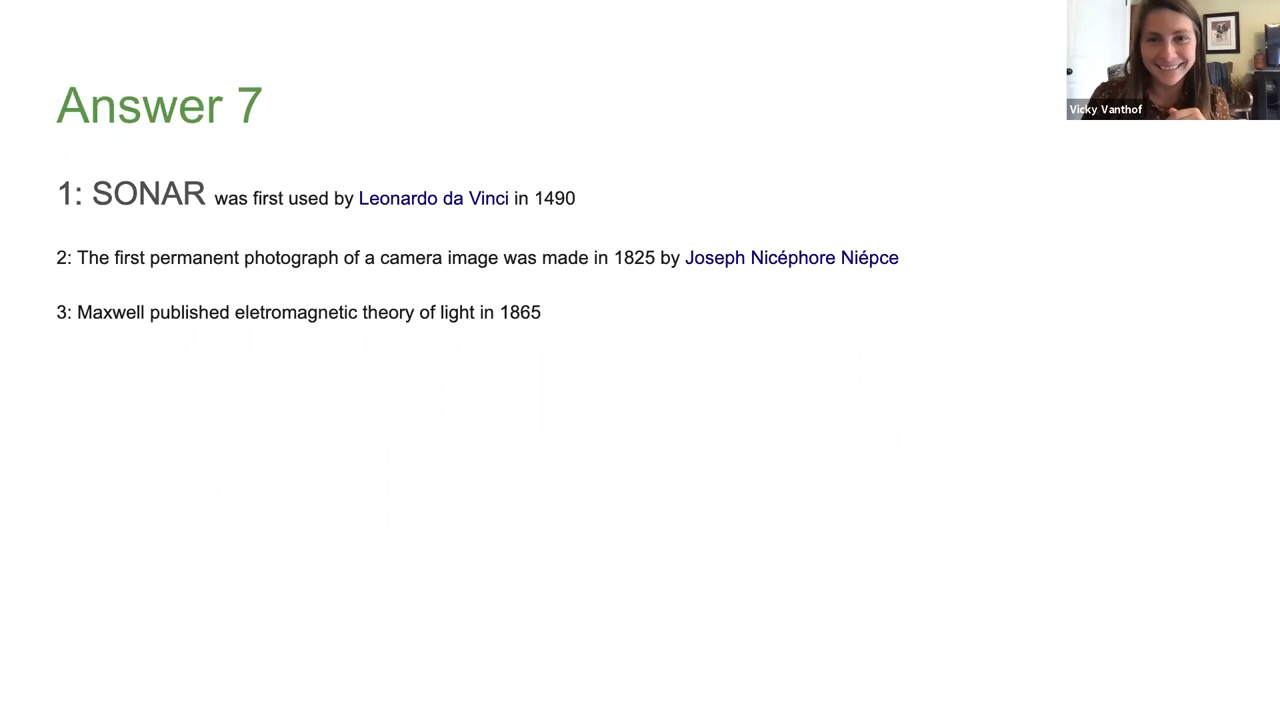 Answer 7
1: SONAR was first used by Leonardo da Vinci in 1490
2: The first permanent photograph of a camera image was made in 1825 by Joseph Nicéphore Niépce
3: Maxwell published eletromagnetic theory of light in 1865
Vicky Vanthof